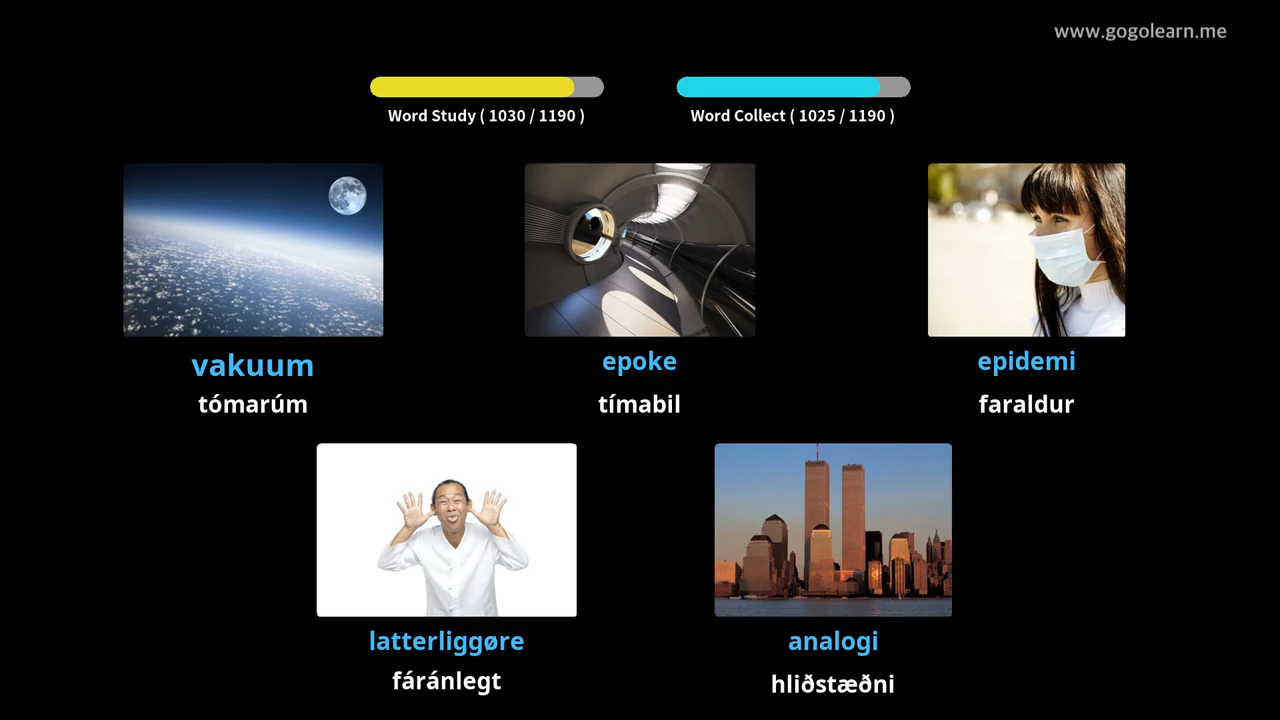 www.gogolearn.me
Word Study ( 1030 / 1190 )
Word Collect ( 1025 / 1190 )
vakuum
tómarúm
epoke
tímabil
epidemi
faraldur
latterliggøre
fáránlegt
analogi
hliðstæðni